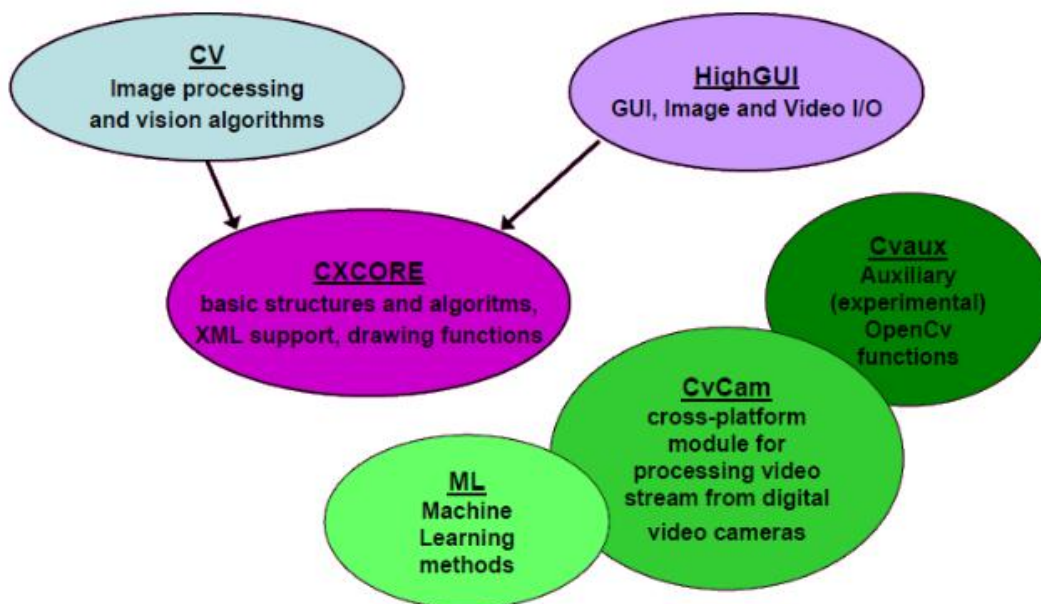 CV
Image processing
and vision algorithms
HighGUI
GUI, Image and Video I/O
CXCORE
basic structures and algoritms,
XML support, drawing functions
Cvaux
Auxiliary
(experimental)
OpenCv
functions
CvCam
cross-platform
module for
processing video
stream from digital
video cameras
ML
Machine
Learning
methods